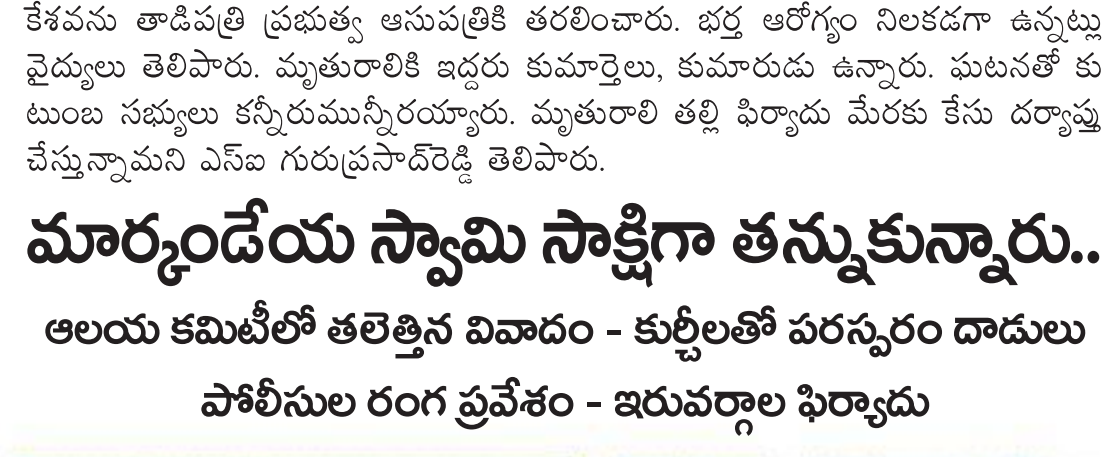 కేశవను తాడిపత్రి ప్రభుత్వ ఆసుపత్రికి తరలించారు. భర్త ఆరోగ్యం నిలకడగా ఉన్నట్లు
వైద్యులు తెలిపారు. మృతురాలికి ఇద్దరు కుమార్తెలు, కుమారుడు ఉన్నారు. ఘటనతో కు
టుంబ సభ్యులు కన్నీరుమున్నీరయ్యారు. మృతురాలి తల్లి ఫిర్యాదు మేరకు కేసు దర్యాప్తు
చేస్తున్నామని ఎస్ఐ గురుప్రసాద్‌రెడ్డి తెలిపారు.
మార్కండేయ స్వామి సాక్షిగా తన్నుకున్నారు..
ఆలయ కమిటీలో తలెత్తిన వివాదం - కుర్చీలతో పరస్పరం దాడులు
పోలీసుల రంగ ప్రవేశం - ఇరువర్గాల ఫిర్యాదు